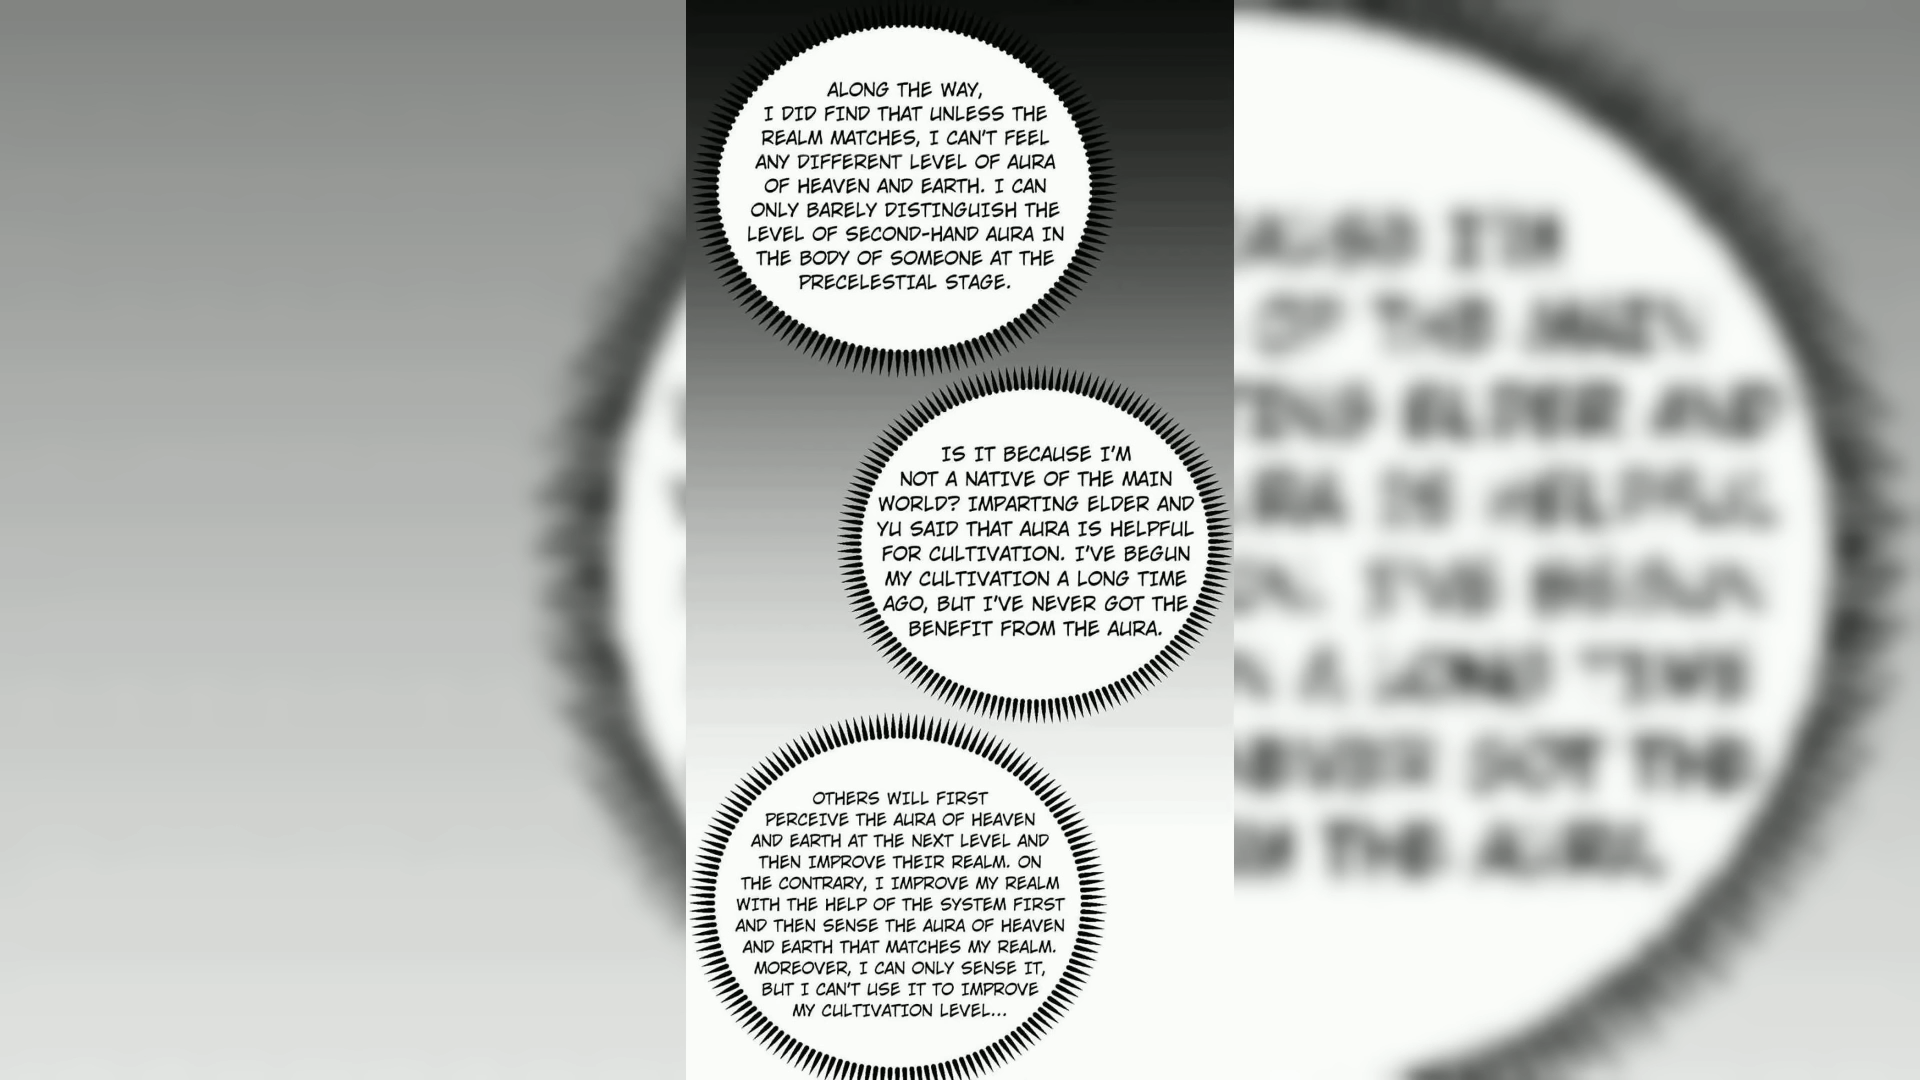 ALONG THE WAY,
I DID FIND THAT UNLESS THE
REALM MATCHES, I CAN'T FEEL
ANY DIFFERENT LEVEL OF AURA
OF HEAVEN AND EARTH. I CAN
ONLY BARELY DISTINGUISH THE
LEVEL OF SECOND-HAND AURA IN
THE BODY OF SOMEONE AT THE
PRECELESTIAL STAGE.
IS IT BECAUSE I'M
NOT A NATIVE OF THE MAIN
WORLD? IMPARTING ELDER AND
YU SAID THAT AURA IS HELPFUL
FOR CULTIVATION. I'VE BEGUN
MY CULTIVATION A LONG TIME
AGO, BUT I'VE NEVER GOT THE
BENEFIT FROM THE AURA.
OTHERS WILL FIRST
PERCEIVE THE AURA OF HEAVEN
AND EARTH AT THE NEXT LEVEL AND
THEN IMPROVE THEIR REALM. ON
THE CONTRARY, I IMPROVE MY REALM
WITH THE HELP OF THE SYSTEM FIRST
AND THEN SENSE THE AURA OF HEAVEN
AND EARTH THAT MATCHES MY REALM.
MOREOVER, I CAN ONLY SENSE IT,
BUT I CAN'T USE IT TO IMPROVE
MY CULTIVATION LEVEL...